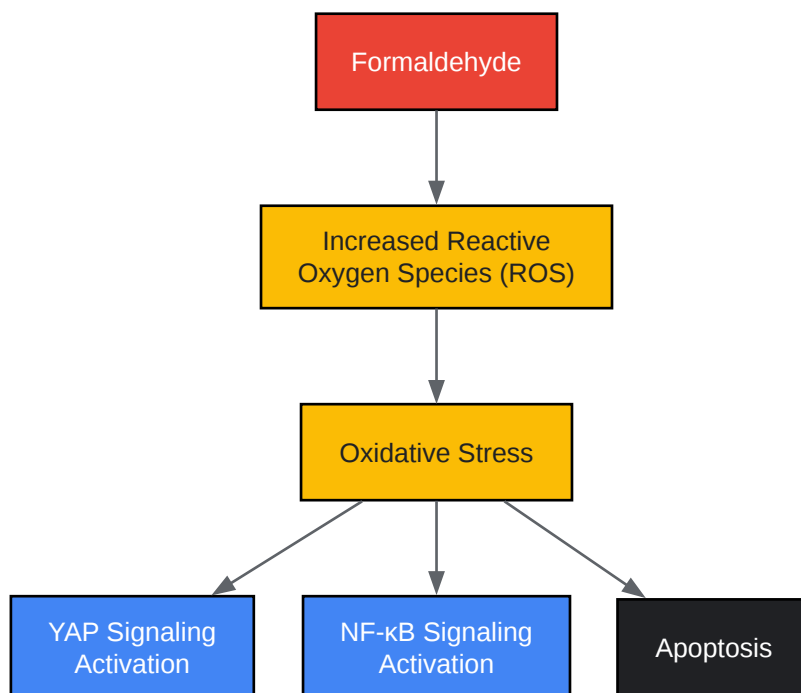 Formaldehyde
Increased Reactive
Oxygen Species (ROS)
Oxidative Stress
YAP Signaling
Activation
NF-κB Signaling
Activation
Apoptosis